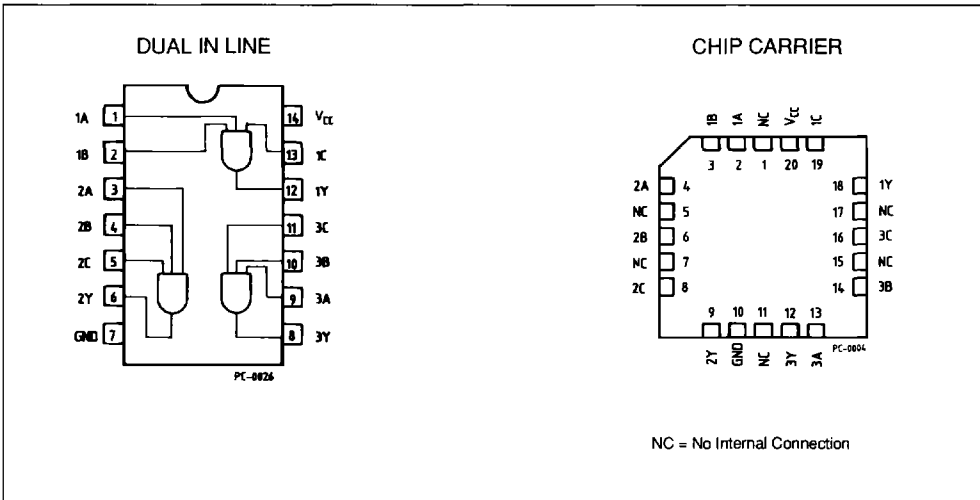 DUAL IN LINE
1A 1 14 VCC
1B 2 13 1C
2A 3 12 1Y
2B 4 11 3C
2C 5 10 3B
2Y 6 9 3A
GND 7 8 3Y
PC-0026
CHIP CARRIER
1B 1A NC VCC 1C
3 2 1 20 19
2A 4 18 1Y
NC 5 17 NC
2B 6 16 3C
NC 7 15 NC
2C 8 14 3B
9 10 11 12 13
2Y GND NC 3Y 3A
PC-0004
NC = No Internal Connection